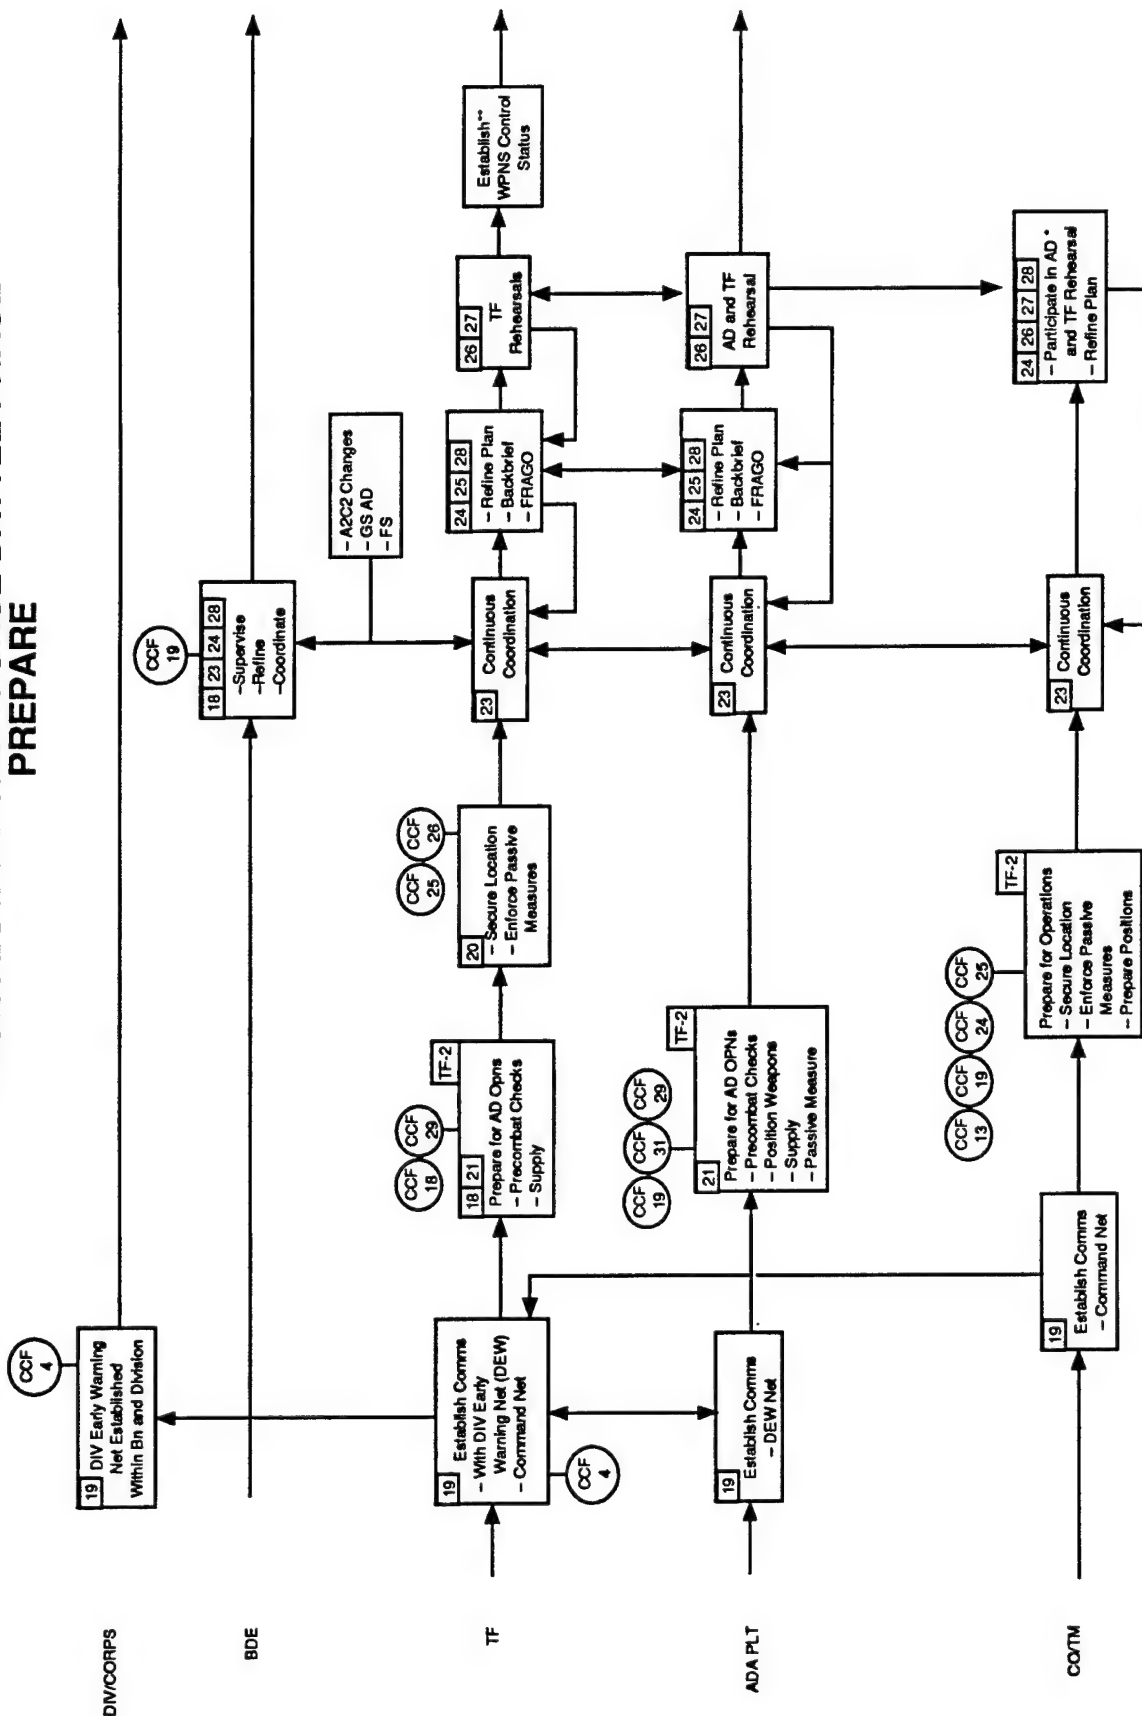 PREPARE
DIV/CORPS
CCF
4
19
DIV Early Warning
Net Established
Within Bn and Division
BDE
CCF
19
18 23 24 28
–Supervise
–Refine
–Coordinate
– A2C2 Changes
– GS AD
– FS
TF
19
Establish Comms
– With DIV Early
Warning Net (DEW)
– Command Net
CCF
4
CCF
18
CCF
29
TF-2
18 21
Prepare for AD Opns
– Precombat Checks
– Supply
CCF
25
CCF
26
20
– Secure Location
– Enforce Passive
Measures
23
Continuous
Coordination
24 25 28
– Refine Plan
– Backbrief
– FRAGO
26 27
TF
Rehearsals
Establish**
WPNS Control
Status
ADA PLT
19
Establish Comms
– DEW Net
CCF
19
CCF
31
CCF
29
TF-2
21
Prepare for AD OPNs
– Precombat Checks
– Position Weapons
– Supply
– Passive Measure
23
Continuous
Coordination
24 25 28
– Refine Plan
– Backbrief
– FRAGO
26 27
AD and TF
Rehearsal
CO/TM
19
Establish Comms
– Command Net
CCF
13
CCF
19
CCF
24
CCF
25
TF-2
Prepare for Operations
– Secure Location
– Enforce Passive
Measures
– Prepare Positions
23
Continuous
Coordination
24 26 27 28
– Participate in AD *
and TF Rehearsal
– Refine Plan